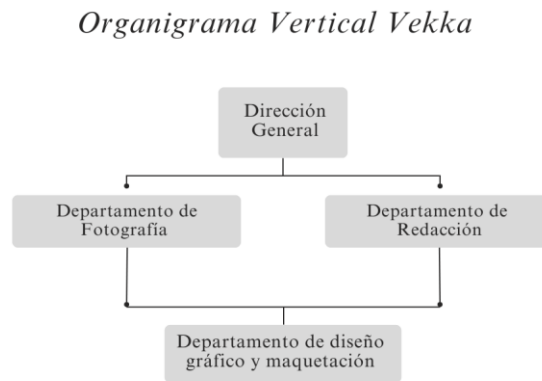 Organigrama Vertical Vekka
Dirección
General
Departamento de
Fotografía
Departamento de
Redacción
Departamento de diseño
gráfico y maquetación